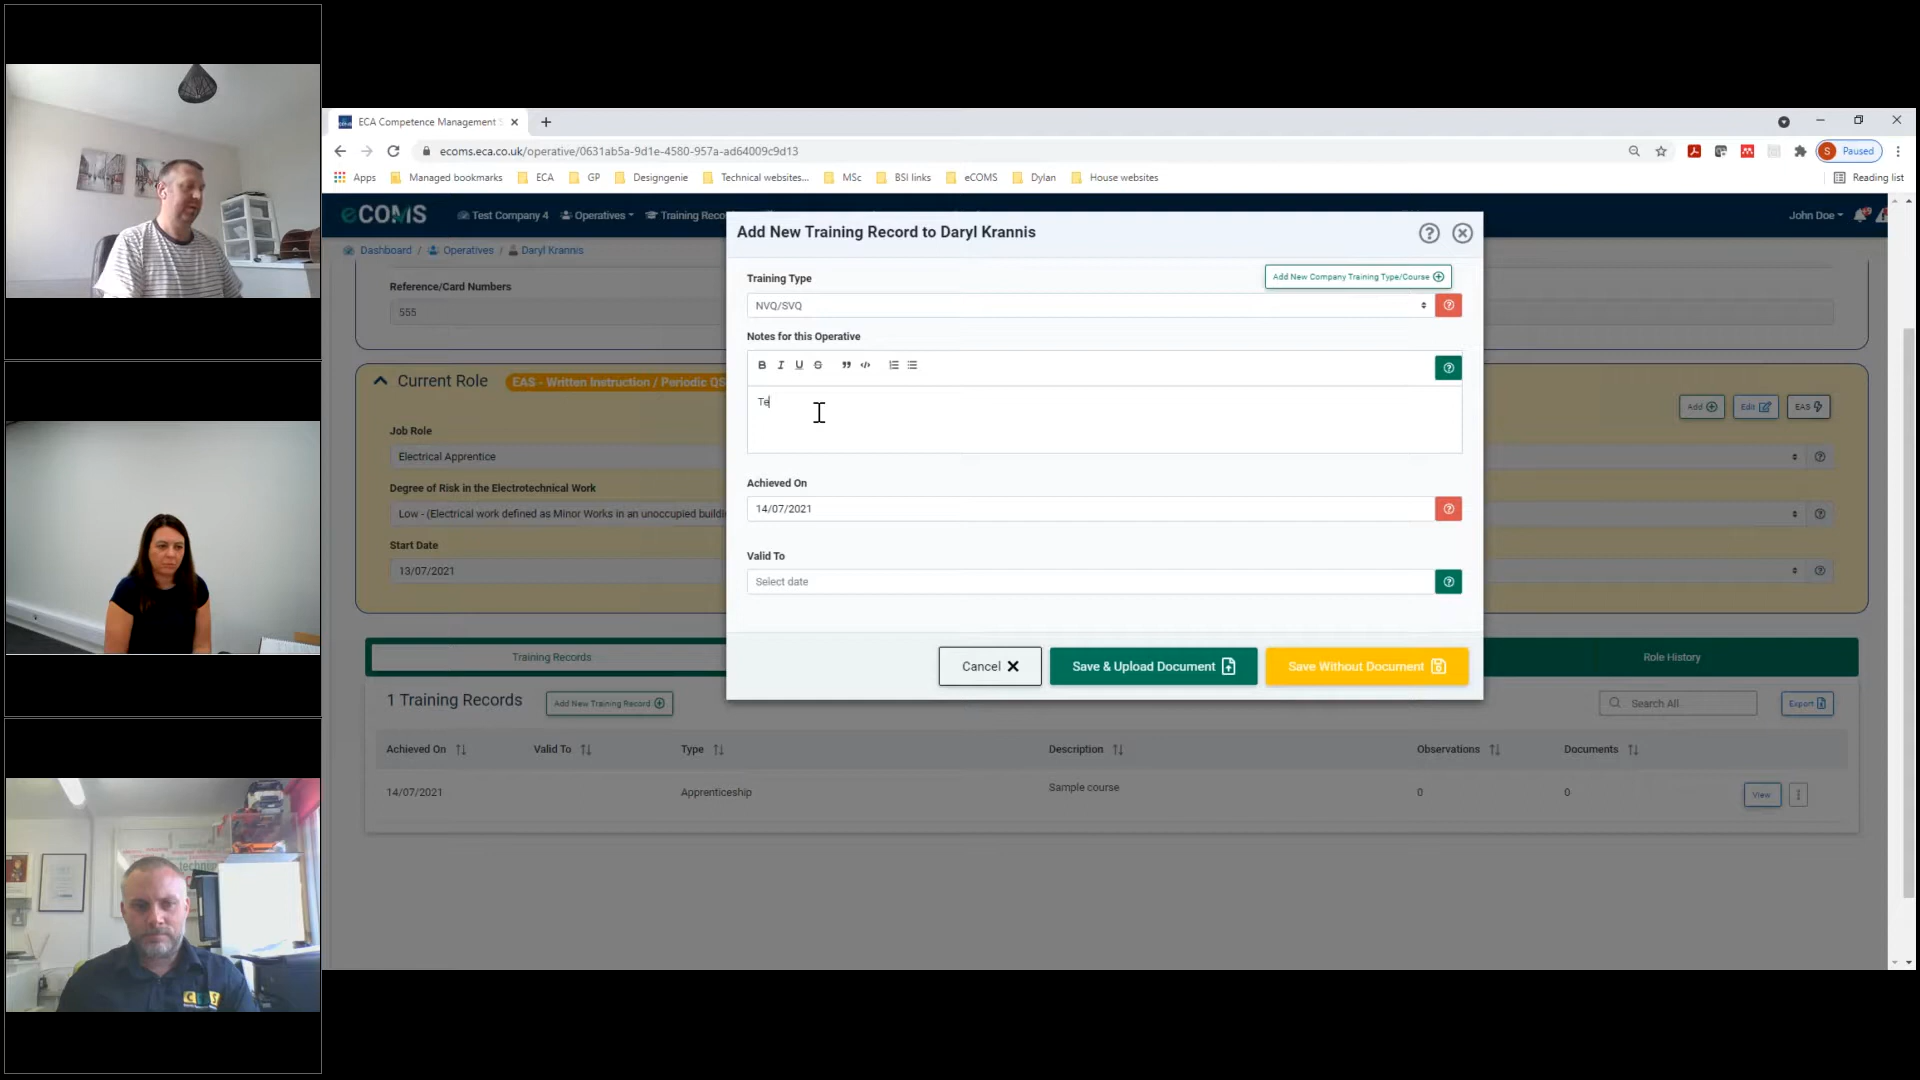 ECA Competence Management S
ecoms.eca.co.uk/operative/0631ab5a-9d1e-4580-957a-ad64009c9d13
S Paused
Apps Managed bookmarks ECA GP Designgenie Technical websites... MSc BSI links eCOMS Dylan House websites Reading list
eCOMS Test Company 4 Operatives Training Reco John Doe
Dashboard / Operatives / Daryl Krannis
Reference/Card Numbers
555
Current Role EAS - Written Instruction / Periodic QS
Add Edit EAS
Job Role
Electrical Apprentice
Degree of Risk in the Electrotechnical Work
Low - (Electrical work defined as Minor Works in an unoccupied buildi
Start Date
13/07/2021
Add New Training Record to Daryl Krannis
Training Type
Add New Company Training Type/Course
NVQ/SVQ
Notes for this Operative
B I U S
Te
Achieved On
14/07/2021
Valid To
Select date
Cancel Save & Upload Document Save Without Document
Training Records Role History
1 Training Records Add New Training Record Search All Export
Achieved On Valid To Type Description Observations Documents
14/07/2021 Apprenticeship Sample course 0 0 View